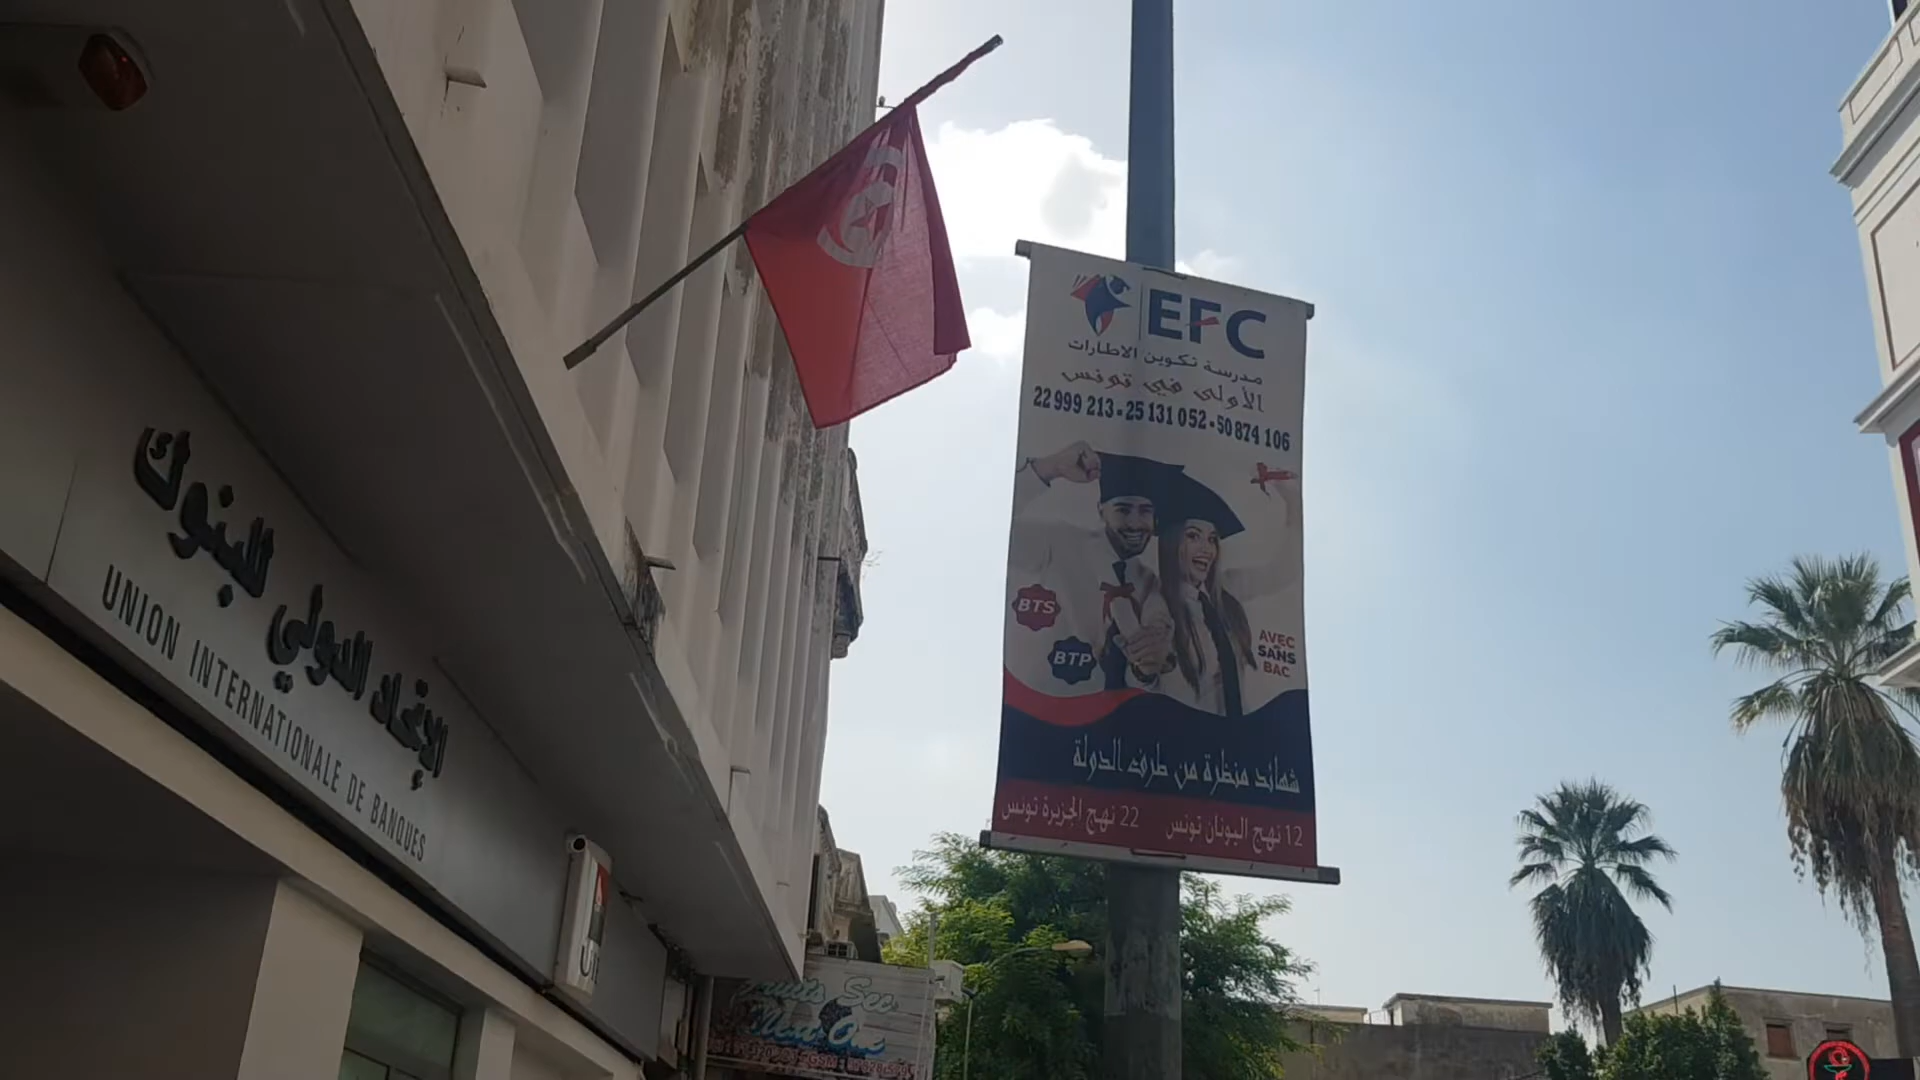 الإتحاد الدولي للبنوك
UNION INTERNATIONALE DE BANQUES
EFC
مدرسة تكوين الاطارات
الأولى في تونس
22 999 213 - 25 131 052 - 50 874 106
BTS
BTP
AVEC
SANS
BAC
شهائد منظرة من طرف الدولة
12 نهج اليونان تونس 22 نهج الجزيرة تونس